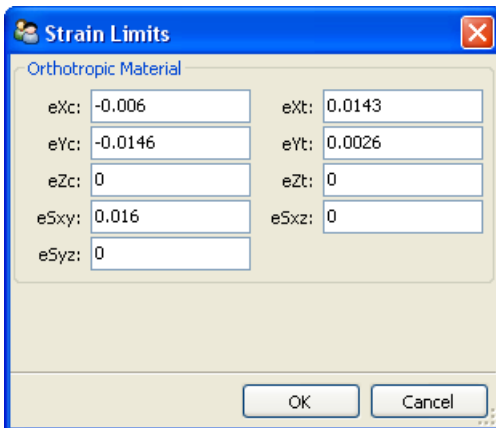 Strain Limits
Orthotropic Material
eXc: -0.006 eXt: 0.0143
eYc: -0.0146 eYt: 0.0026
eZc: 0 eZt: 0
eSxy: 0.016 eSxz: 0
eSyz: 0
OK Cancel